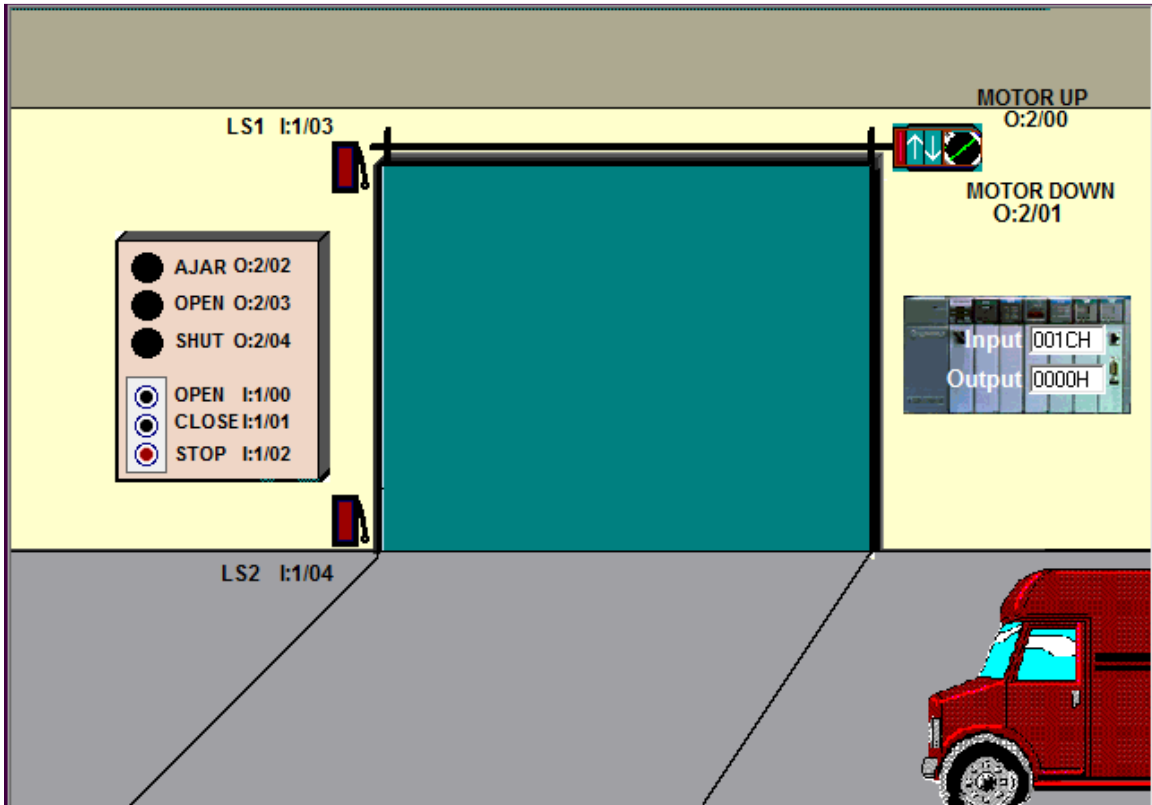 MOTOR UP
O:2/00
LS1 I:1/03
MOTOR DOWN
O:2/01
AJAR O:2/02
OPEN O:2/03
SHUT O:2/04
OPEN I:1/00
CLOSE I:1/01
STOP I:1/02
Input 001CH
Output 0000H
LS2 I:1/04